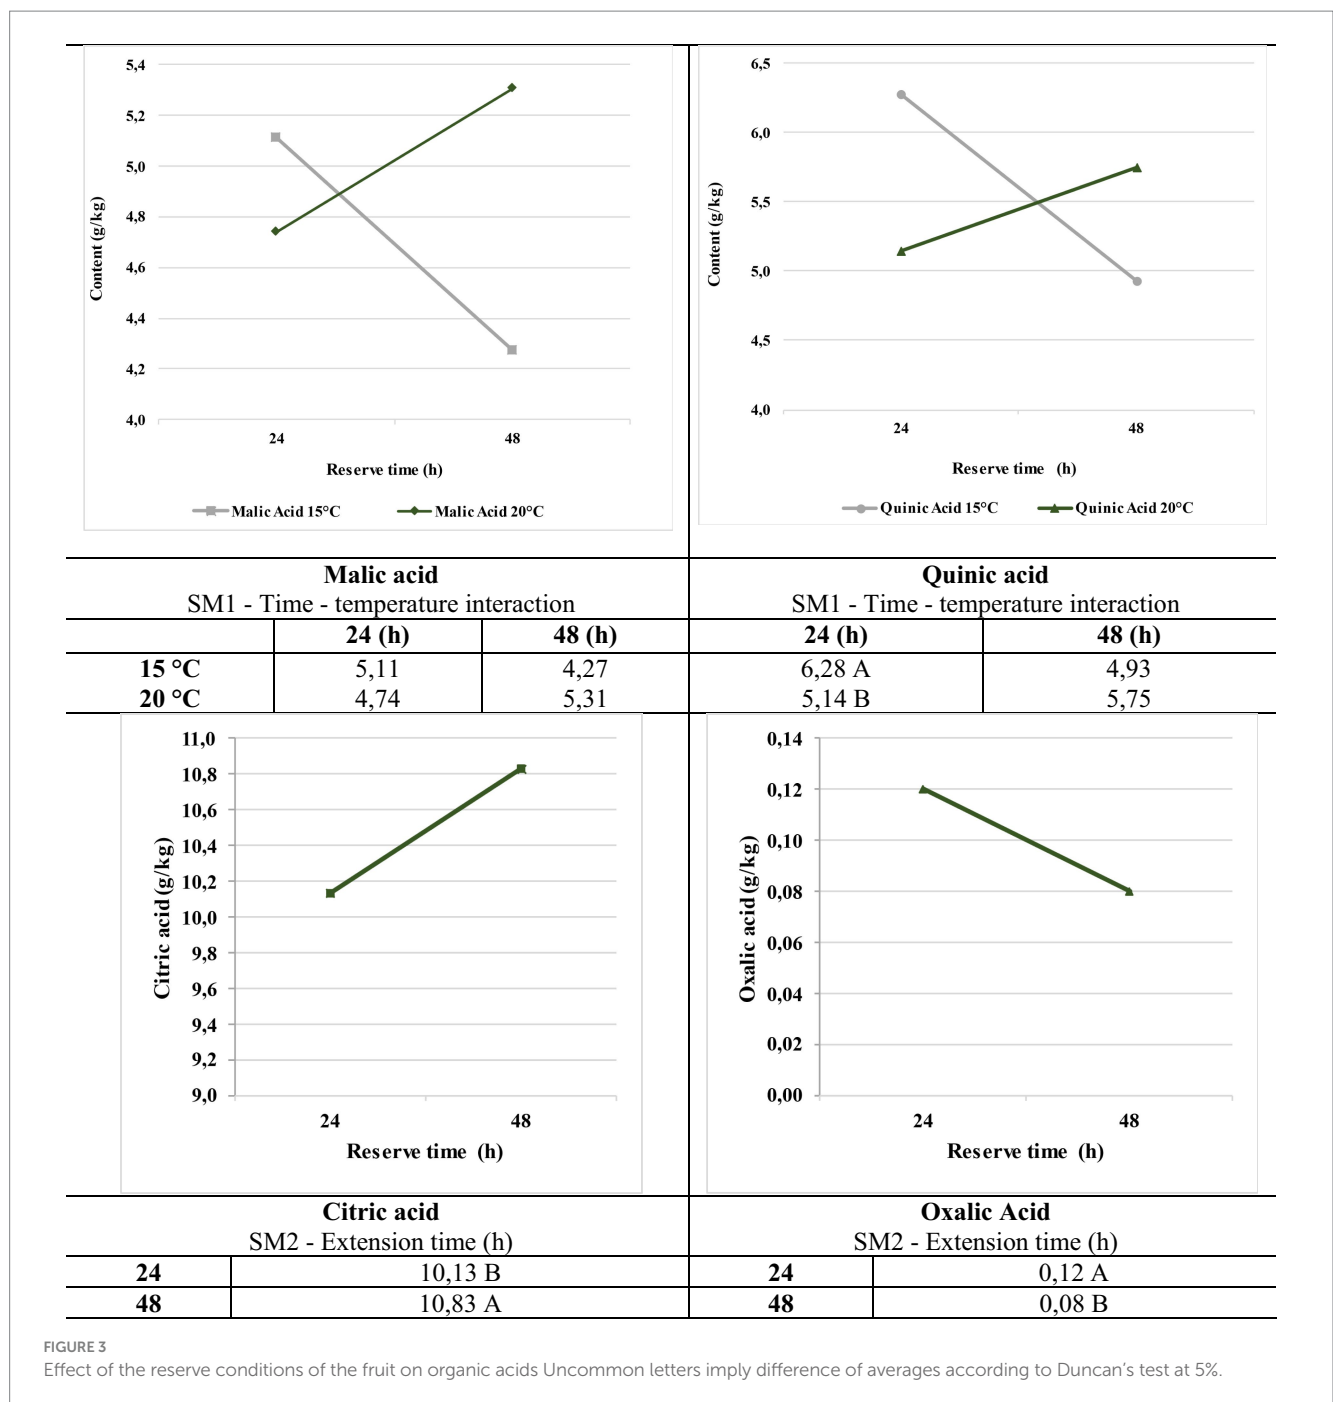 5,4
5,2
5,0
4,8
4,6
4,4
4,2
4,0
Content (g/kg)
24 48
Reserve time (h)
Malic Acid 15°C Malic Acid 20°C
6,5
6,0
5,5
5,0
4,5
4,0
Content (g/kg)
24 48
Reserve time (h)
Quinic Acid 15°C Quinic Acid 20°C
Malic acid
SM1 - Time - temperature interaction
24 (h) 48 (h)
15 °C 5,11 4,27
20 °C 4,74 5,31
Quinic acid
SM1 - Time - temperature interaction
24 (h) 48 (h)
6,28 A 4,93
5,14 B 5,75
11,0
10,8
10,6
10,4
10,2
10,0
9,8
9,6
9,4
9,2
9,0
Citric acid (g/kg)
24 48
Reserve time (h)
0,14
0,12
0,10
0,08
0,06
0,04
0,02
0,00
Oxalic acid (g/kg)
24 48
Reserve time (h)
Citric acid
SM2 - Extension time (h)
24 10,13 B
48 10,83 A
Oxalic Acid
SM2 - Extension time (h)
24 0,12 A
48 0,08 B
FIGURE 3
Effect of the reserve conditions of the fruit on organic acids Uncommon letters imply difference of averages according to Duncan's test at 5%.